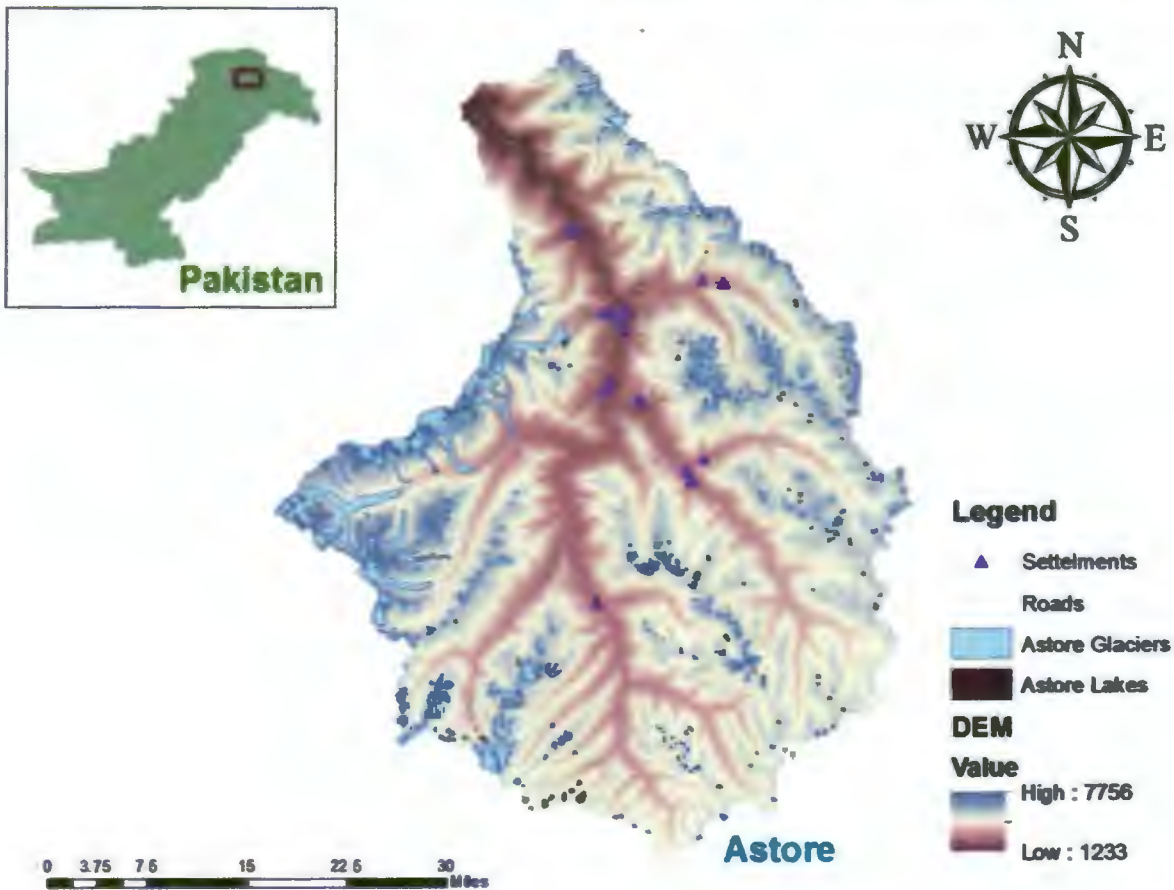 Pakistan
N
W E
S
Legend
Settelments
Roads
Astore Glaciers
Astore Lakes
DEM
Value
High : 7756
Low : 1233
Astore
0 3.75 7.5 15 22.5 30
Miles